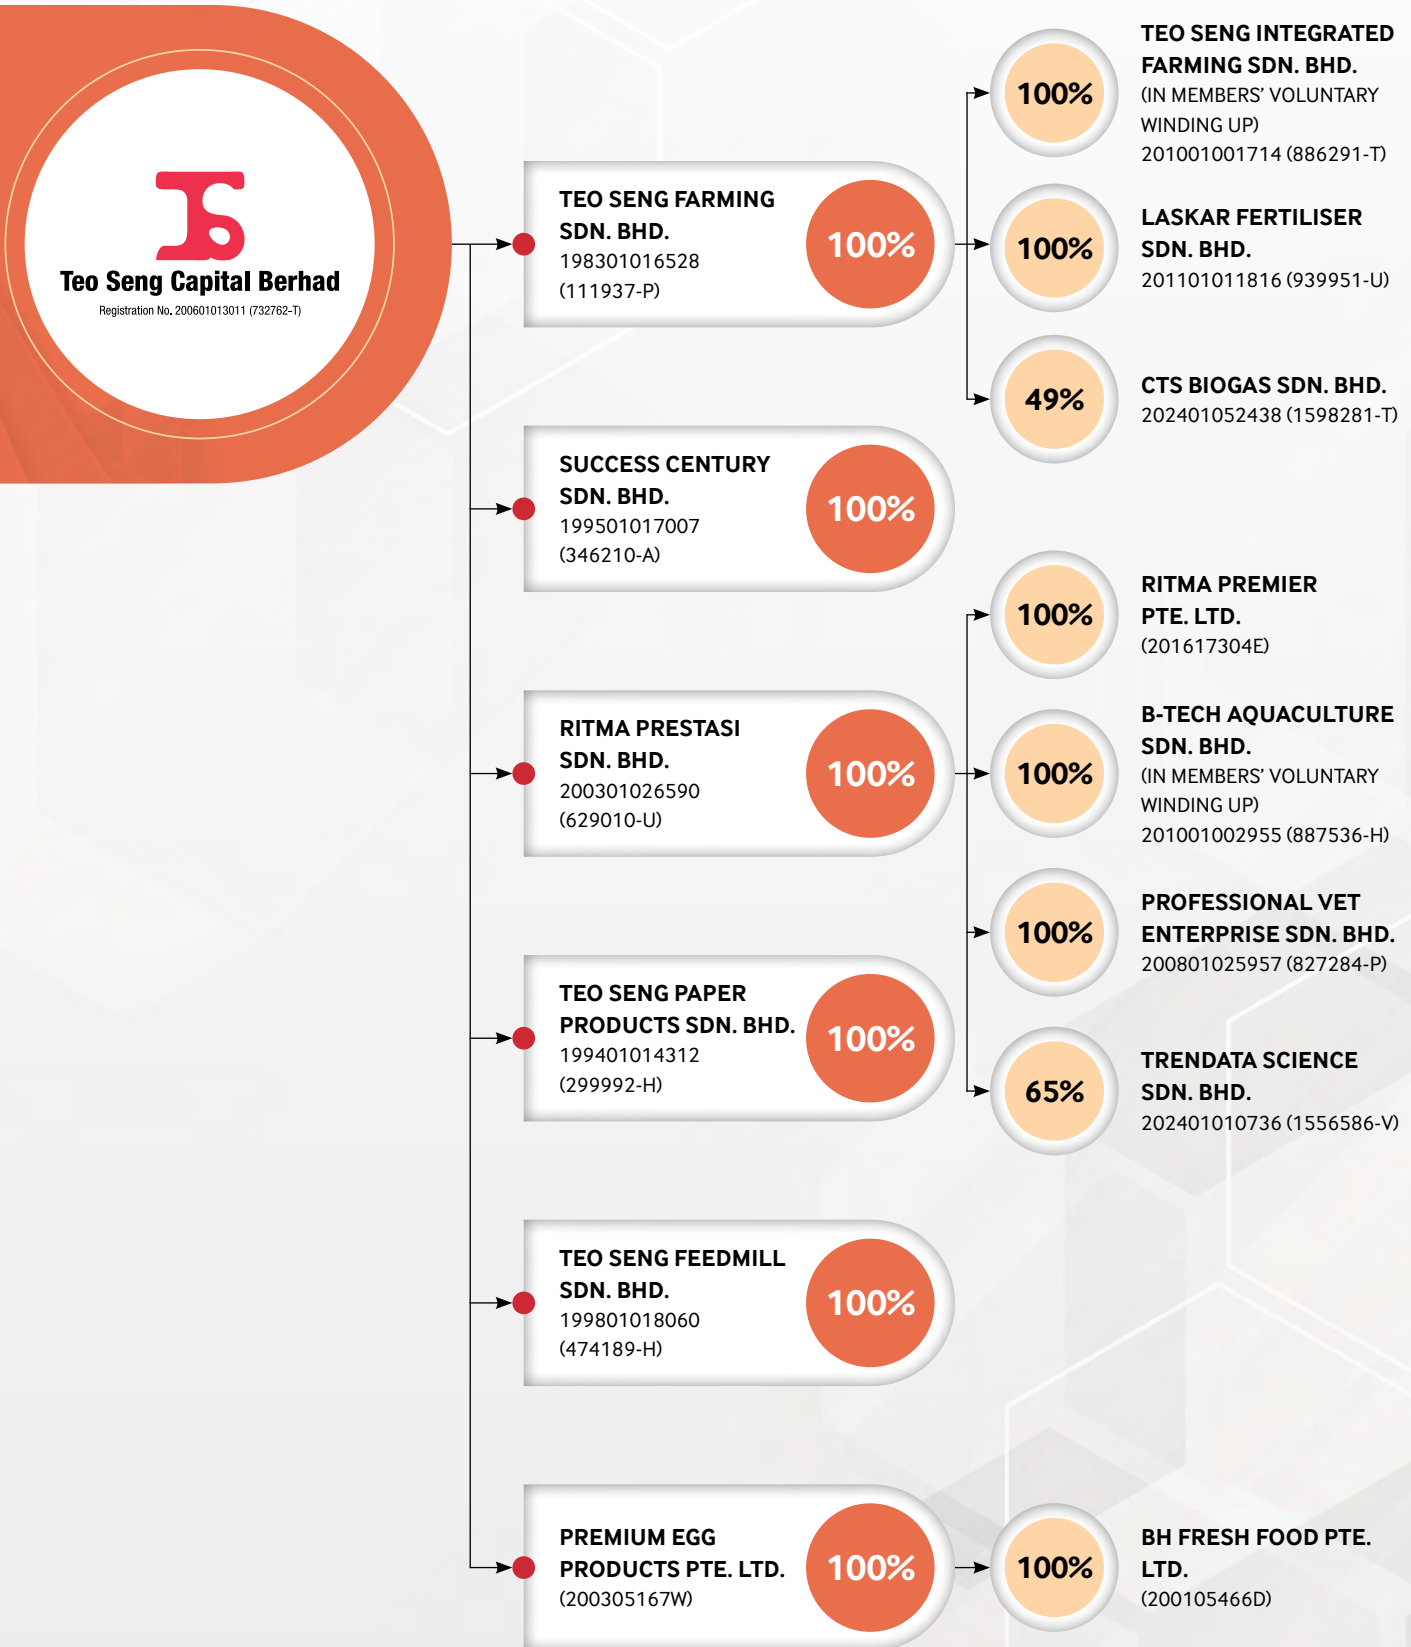 Teo Seng Capital Berhad
Registration No. 200601013011 (732762-T)
TEO SENG FARMING
SDN. BHD.
198301016528
(111937-P)
100%
100%
TEO SENG INTEGRATED
FARMING SDN. BHD.
(IN MEMBERS' VOLUNTARY
WINDING UP)
201001001714 (886291-T)
100%
LASKAR FERTILISER
SDN. BHD.
201101011816 (939951-U)
49%
CTS BIOGAS SDN. BHD.
202401052438 (1598281-T)
SUCCESS CENTURY
SDN. BHD.
199501017007
(346210-A)
100%
RITMA PRESTASI
SDN. BHD.
200301026590
(629010-U)
100%
100%
RITMA PREMIER
PTE. LTD.
(201617304E)
100%
B-TECH AQUACULTURE
SDN. BHD.
(IN MEMBERS' VOLUNTARY
WINDING UP)
201001002955 (887536-H)
100%
PROFESSIONAL VET
ENTERPRISE SDN. BHD.
200801025957 (827284-P)
65%
TRENDATA SCIENCE
SDN. BHD.
202401010736 (1556586-V)
TEO SENG PAPER
PRODUCTS SDN. BHD.
199401014312
(299992-H)
100%
TEO SENG FEEDMILL
SDN. BHD.
199801018060
(474189-H)
100%
PREMIUM EGG
PRODUCTS PTE. LTD.
(200305167W)
100%
100%
BH FRESH FOOD PTE.
LTD.
(200105466D)